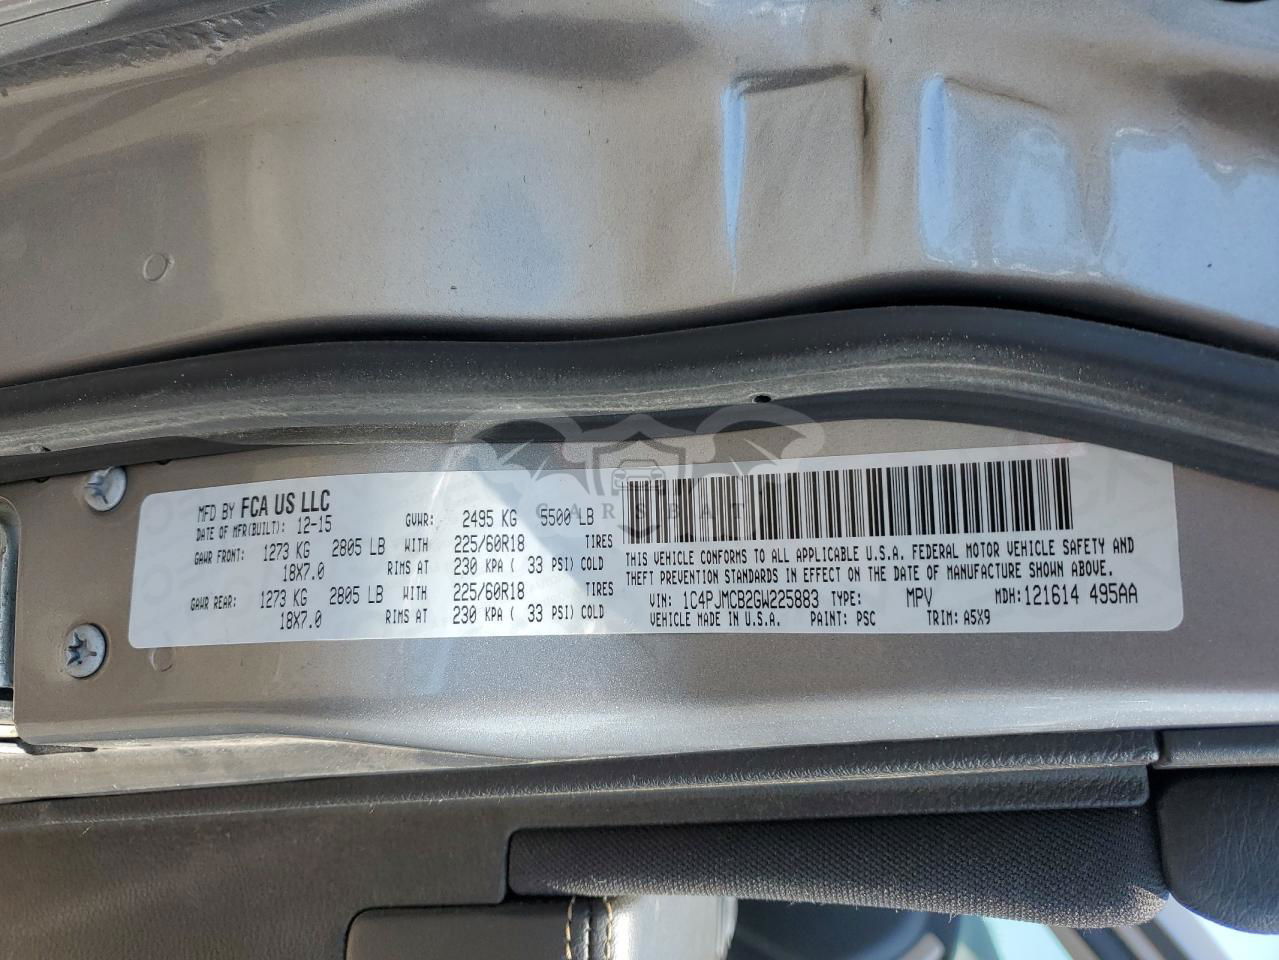 MFD BY FCA US LLC
DATE OF MFR(BUILT): 12-15 GVWR: 2495 KG 5500 LB
GAWR FRONT: 1273 KG 2805 LB WITH 225/60R18 TIRES
18X7.0 RIMS AT 230 KPA ( 33 PSI) COLD
GAWR REAR: 1273 KG 2805 LB WITH 225/60R18 TIRES
18X7.0 RIMS AT 230 KPA ( 33 PSI) COLD
THIS VEHICLE CONFORMS TO ALL APPLICABLE U.S.A. FEDERAL MOTOR VEHICLE SAFETY AND
THEFT PREVENTION STANDARDS IN EFFECT ON THE DATE OF MANUFACTURE SHOWN ABOVE.
VIN: 1C4PJMCB2GW225883 TYPE: MPV MDH: 121614 495AA
VEHICLE MADE IN U.S.A. PAINT: PSC TRIM: A5X9
CARSBAT